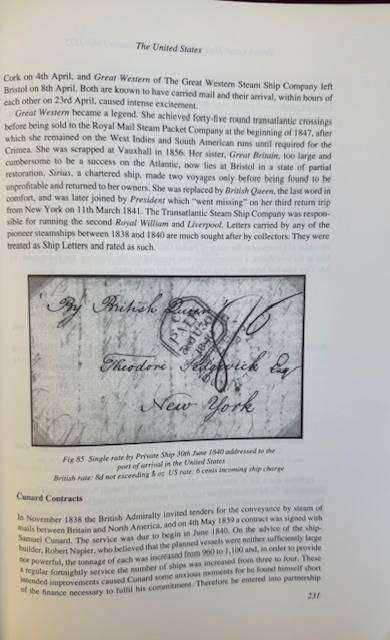 The United States
Cork on 4th April, and Great Western of The Great Western Steam Ship Company left
Bristol on 8th April. Both are known to have carried mail and their arrival, within hours of
each other on 23rd April, caused intense excitement.
Great Western became a legend. She achieved forty-five round transatlantic crossings
before being sold to the Royal Mail Steam Packet Company at the beginning of 1847, after
which she remained on the West Indies and South American runs until required for the
Crimea. She was scrapped at Vauxhall in 1856. Her sister, Great Britain, too large and
cumbersome to be a success on the Atlantic, now lies at Bristol in a state of partial
restoration. Sirius, a chartered ship, made two voyages only before being found to be
unprofitable and returned to her owners. She was replaced by British Queen, the last word in
comfort, and was later joined by President which "went missing" on her third return trip
from New York on 11th March 1841. The Transatlantic Steam Ship Company was respon-
sible for running the second Royal William and Liverpool. Letters carried by any of the
pioneer steamships between 1838 and 1840 are much sought after by collectors. They were
treated as Ship Letters and rated as such.
By British Queen
PAID
8
6
Theodore Sedgwick Esq
New York
Fig 85 Single rate by Private Ship 30th June 1840 addressed to the
port of arrival in the United States
British rate: 8d not exceeding ½ oz US rate: 6 cents incoming ship charge
Cunard Contracts
In November 1838 the British Admiralty invited tenders for the conveyance by steam of
mails between Britain and North America, and on 4th May 1839 a contract was signed with
Samuel Cunard. The service was due to begin in June 1840. On the advice of the ship-
builder, Robert Napier, who believed that the planned vessels were neither sufficiently large
nor powerful, the tonnage of each was increased from 960 to 1,100 and, in order to provide
a regular fortnightly service the number of ships was increased from three to four. These
intended improvements caused Cunard some anxious moments for he found himself short
of the finance necessary to fulfil his commitment. Therefore he entered into partnership
231